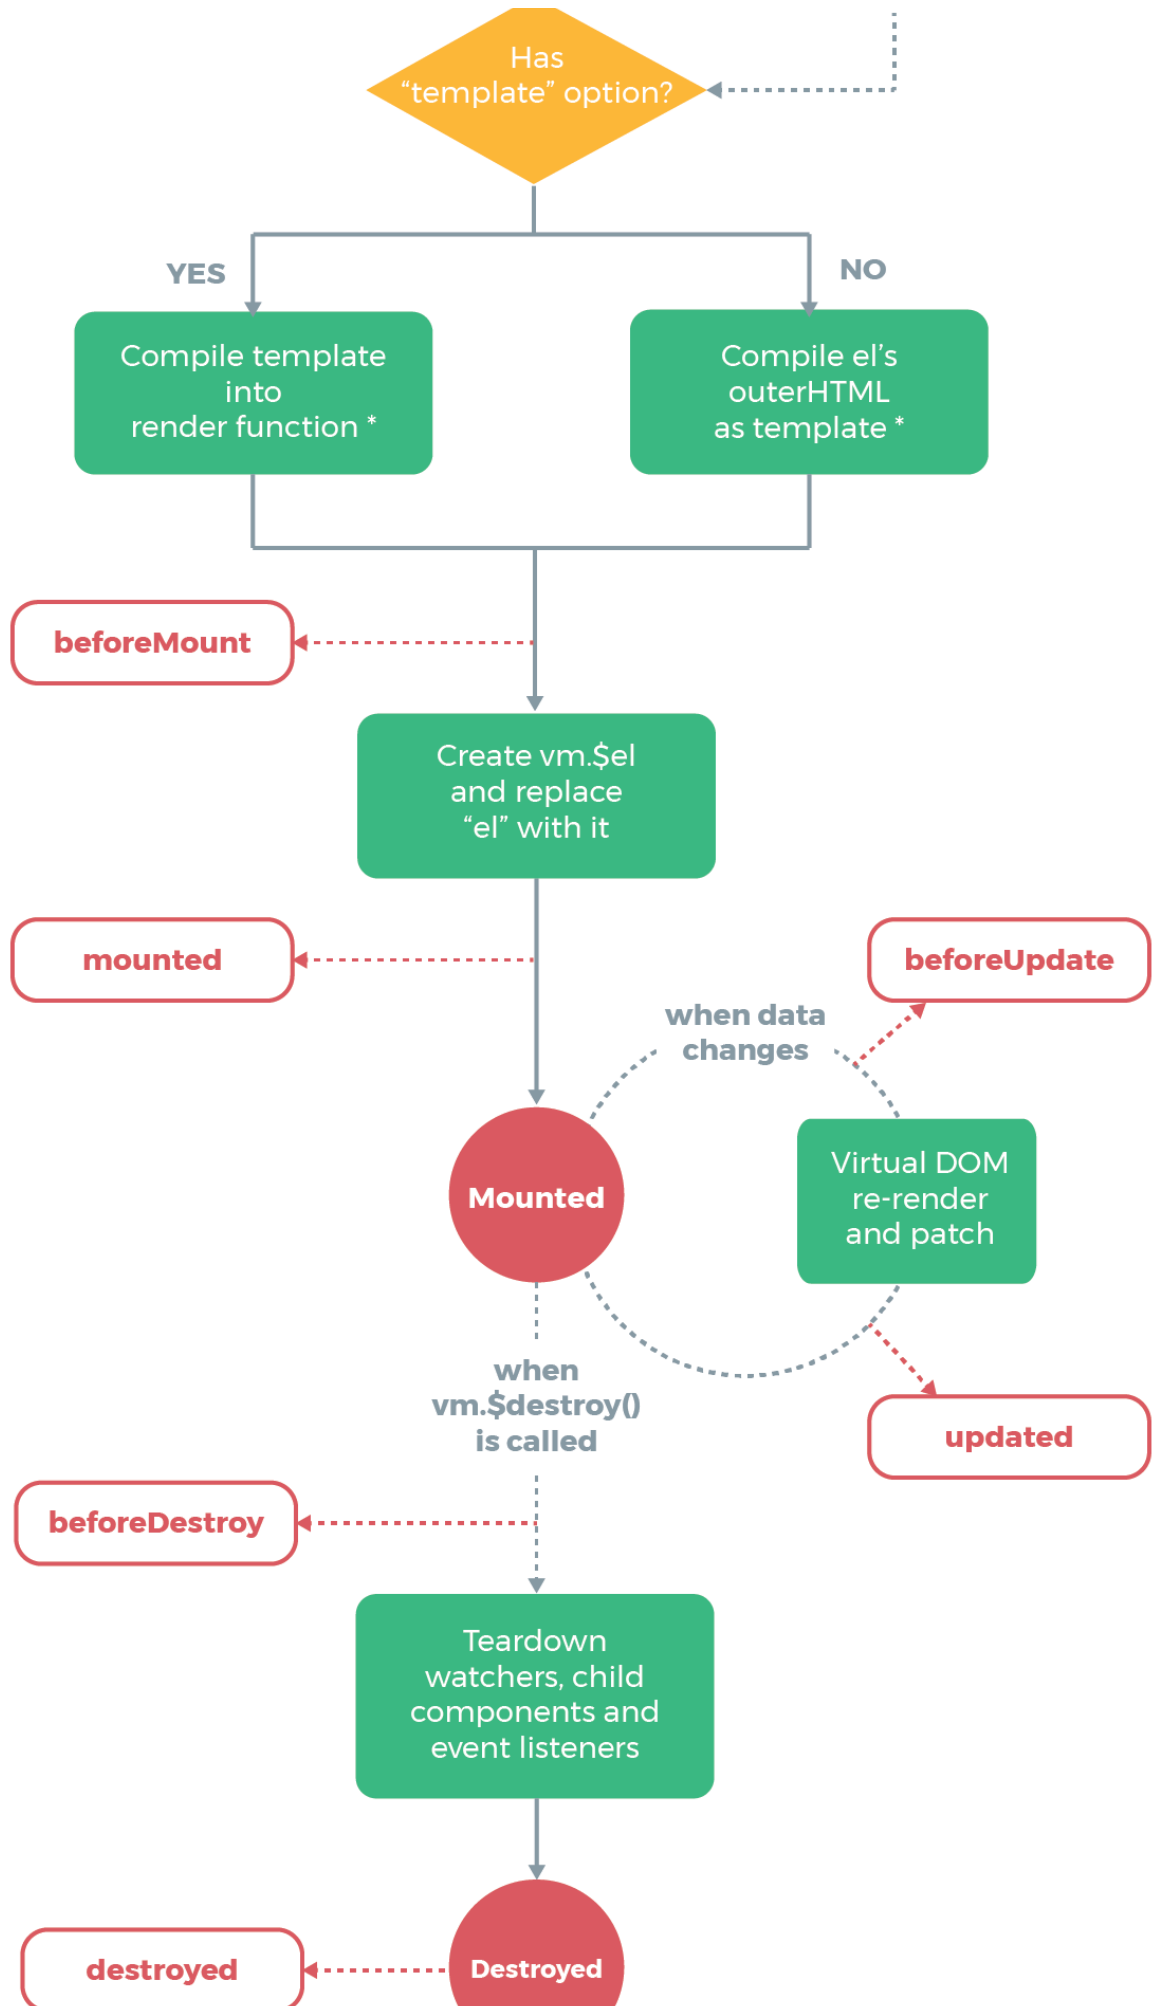 Has
“template” option?
YES
NO
Compile template
into
render function *
Compile el’s
outerHTML
as template *
beforeMount
Create vm.$el
and replace
“el” with it
mounted
beforeUpdate
when data
changes
Mounted
Virtual DOM
re-render
and patch
when
vm.$destroy()
is called
updated
beforeDestroy
Teardown
watchers, child
components and
event listeners
destroyed
Destroyed